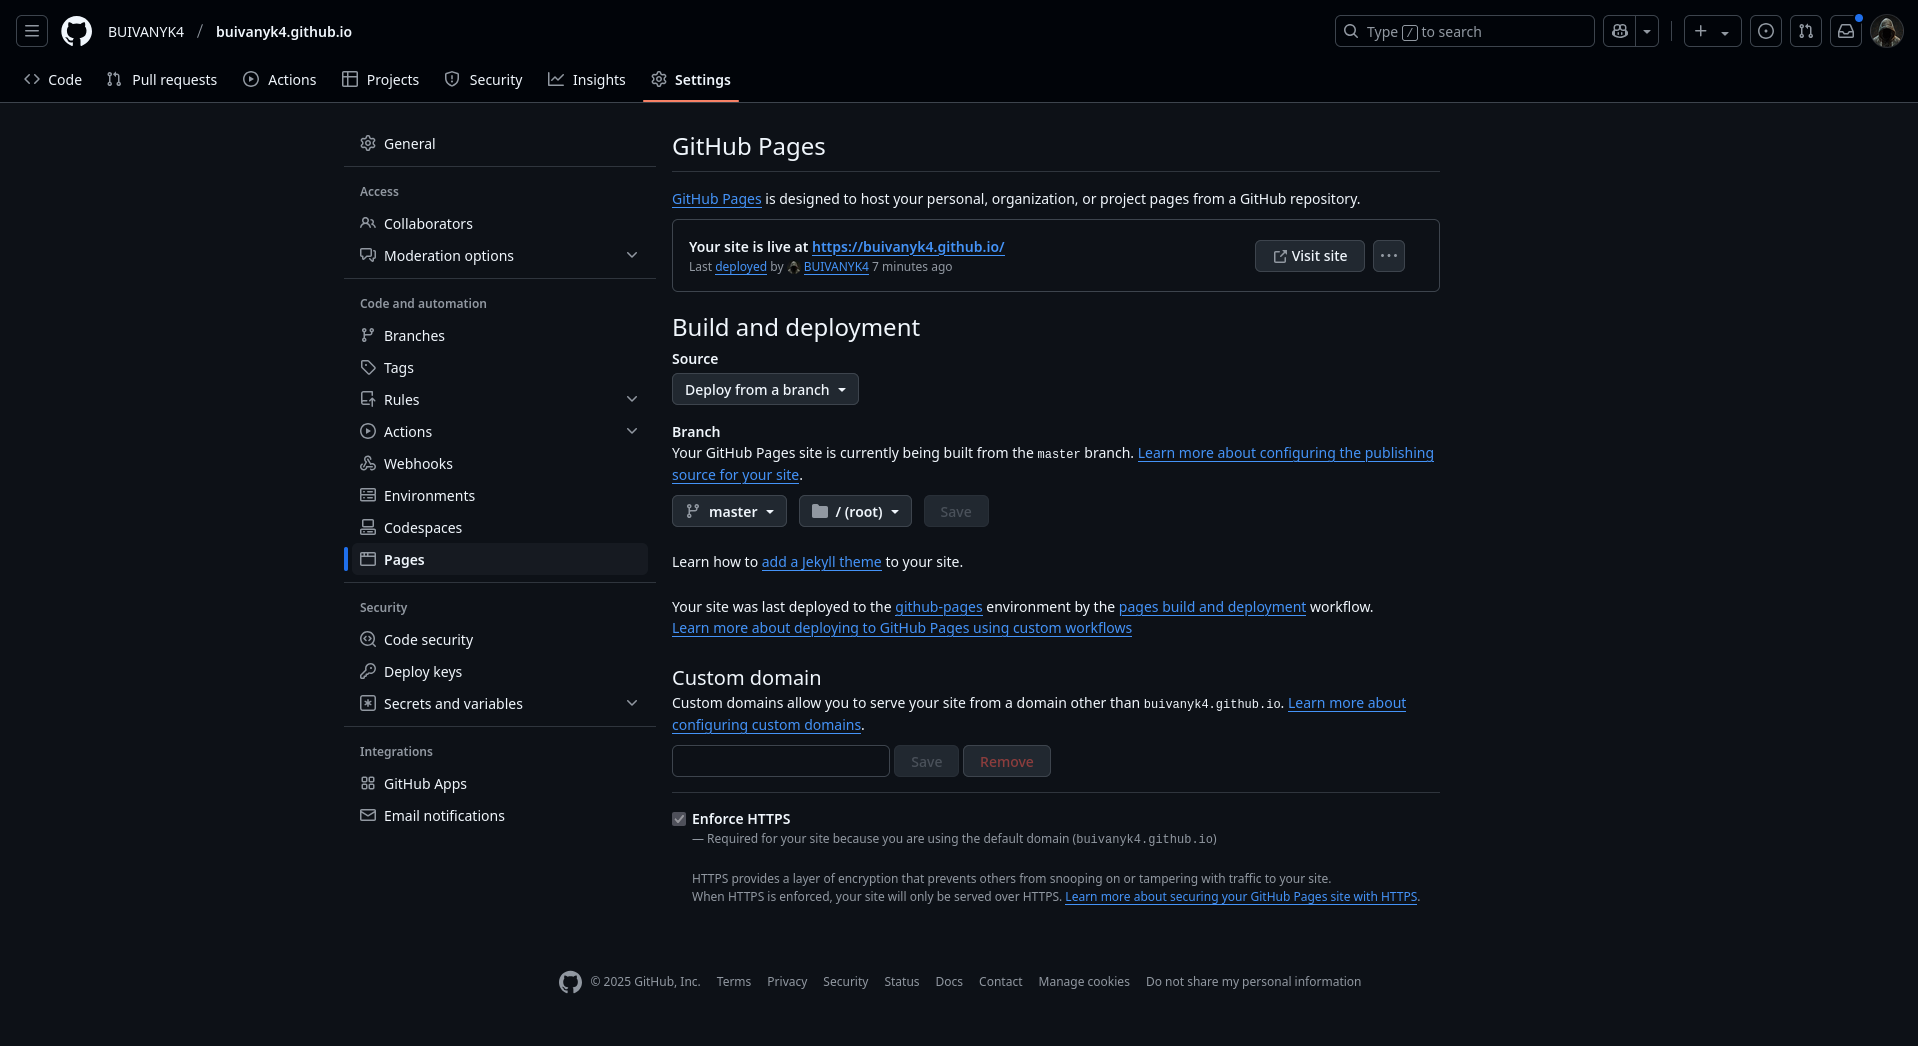 BUIVANYK4 / buivanyk4.github.io
Type / to search
Code
Pull requests
Actions
Projects
Security
Insights
Settings
General
Access
Collaborators
Moderation options
Code and automation
Branches
Tags
Rules
Actions
Webhooks
Environments
Codespaces
Pages
Security
Code security
Deploy keys
Secrets and variables
Integrations
GitHub Apps
Email notifications
GitHub Pages
GitHub Pages is designed to host your personal, organization, or project pages from a GitHub repository.
Your site is live at https://buivanyk4.github.io/
Last deployed by BUIVANYK4 7 minutes ago
Visit site
Build and deployment
Source
Deploy from a branch
Branch
Your GitHub Pages site is currently being built from the master branch. Learn more about configuring the publishing
source for your site.
master
/ (root)
Save
Learn how to add a Jekyll theme to your site.
Your site was last deployed to the github-pages environment by the pages build and deployment workflow.
Learn more about deploying to GitHub Pages using custom workflows
Custom domain
Custom domains allow you to serve your site from a domain other than buivanyk4.github.io. Learn more about
configuring custom domains.
Save
Remove
Enforce HTTPS
— Required for your site because you are using the default domain (buivanyk4.github.io)
HTTPS provides a layer of encryption that prevents others from snooping on or tampering with traffic to your site.
When HTTPS is enforced, your site will only be served over HTTPS. Learn more about securing your GitHub Pages site with HTTPS.
© 2025 GitHub, Inc. Terms Privacy Security Status Docs Contact Manage cookies Do not share my personal information